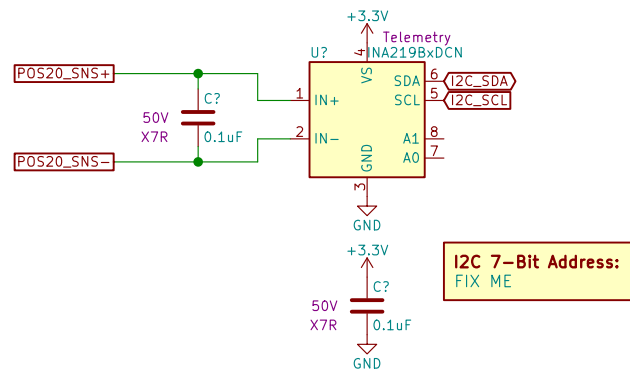 +3.3V
Telemetry
U?
INA219BxDCN
4
VS
POS20_SNS+
SDA
6
I2C_SDA
C?
1
IN+
SCL
5
I2C_SCL
50V
X7R
0.1uF
2
IN-
A1
8
GND
A0
7
POS20_SNS-
3
GND
+3.3V
I2C 7-Bit Address:
FIX ME
C?
50V
X7R
0.1uF
GND